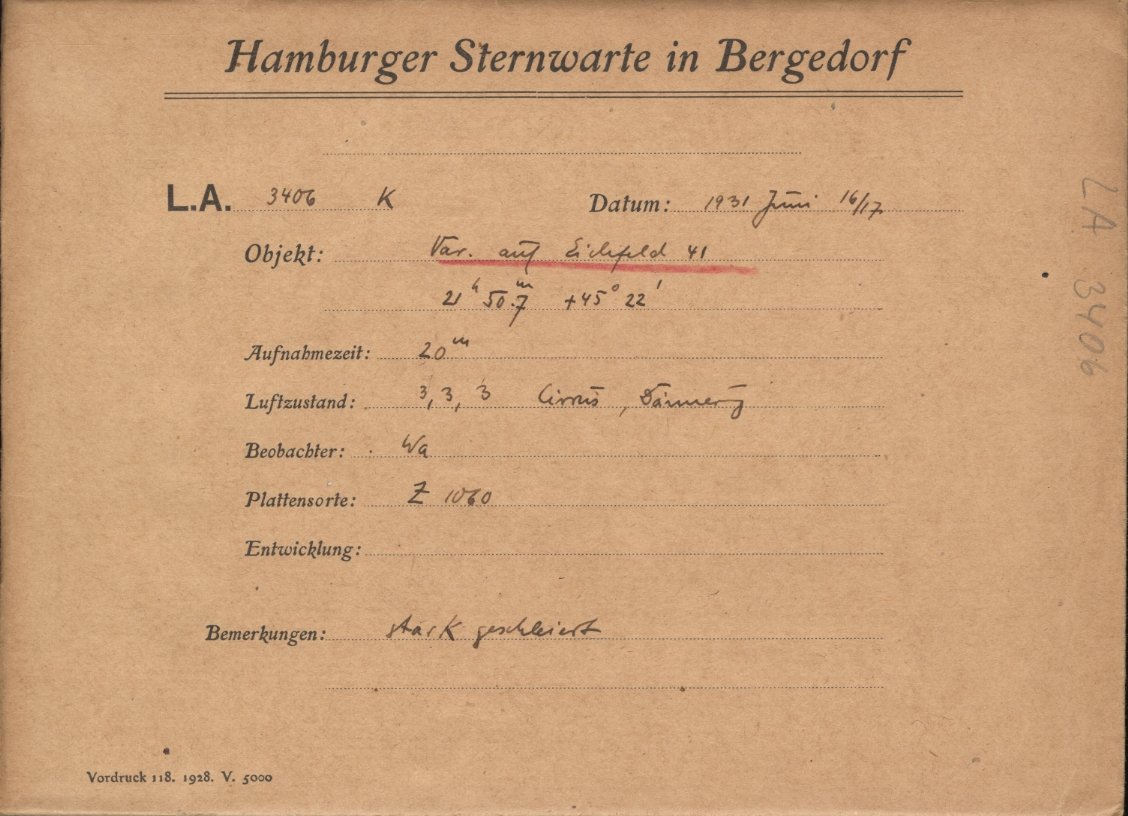 Hamburger Sternwarte in Bergedorf
L.A. 3406 K Datum: 1931 Juni 16/17
Objekt: Var. auf Eichfeld 41
21ʰ 50.7ᵐ +45° 22'
Aufnahmezeit: 20ᵐ
Luftzustand: 3, 3, 3 Cirrus, Dämmerg
Beobachter: Wa
Plattensorte: Z 1060
Entwicklung:
Bemerkungen: stark geschleiert
Vordruck 118. 1928. V. 5000
LA 3406